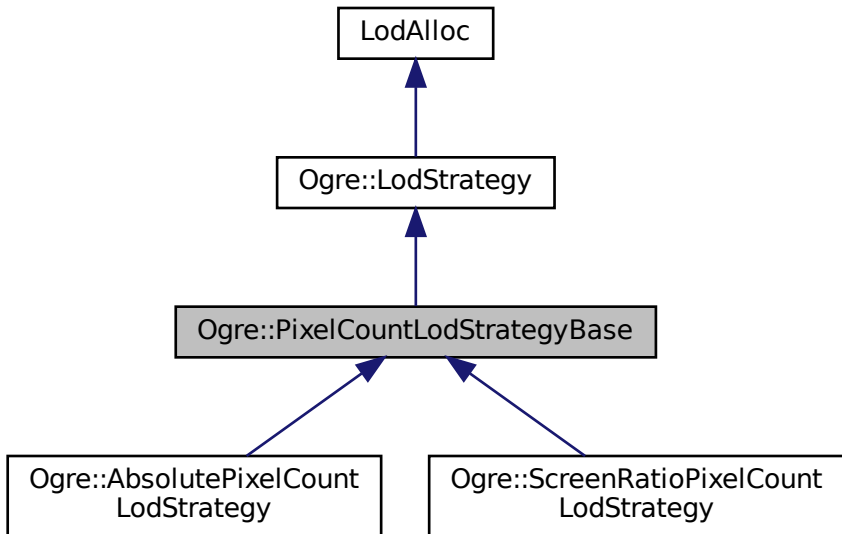 LodAlloc
Ogre::LodStrategy
Ogre::PixelCountLodStrategyBase
Ogre::AbsolutePixelCount
LodStrategy
Ogre::ScreenRatioPixelCount
LodStrategy